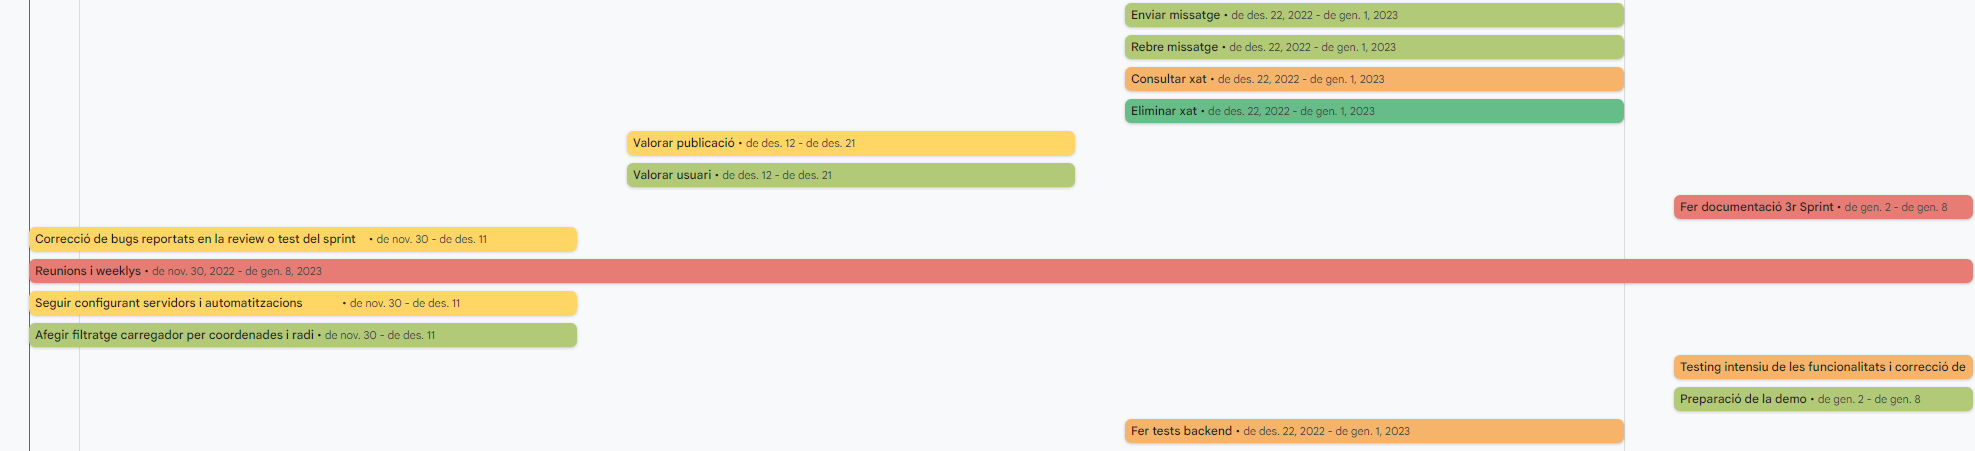 Enviar missatge • de des. 22, 2022 - de gen. 1, 2023
Rebre missatge • de des. 22, 2022 - de gen. 1, 2023
Consultar xat • de des. 22, 2022 - de gen. 1, 2023
Eliminar xat • de des. 22, 2022 - de gen. 1, 2023
Valorar publicació • de des. 12 - de des. 21
Valorar usuari • de des. 12 - de des. 21
Fer documentació 3r Sprint • de gen. 2 - de gen. 8
Correcció de bugs reportats en la review o test del sprint • de nov. 30 - de des. 11
Reunions i weeklys • de nov. 30, 2022 - de gen. 8, 2023
Seguir configurant servidors i automatitzacions • de nov. 30 - de des. 11
Afegir filtratge carregador per coordenades i radi • de nov. 30 - de des. 11
Testing intensiu de les funcionalitats i correcció de
Preparació de la demo • de gen. 2 - de gen. 8
Fer tests backend • de des. 22, 2022 - de gen. 1, 2023